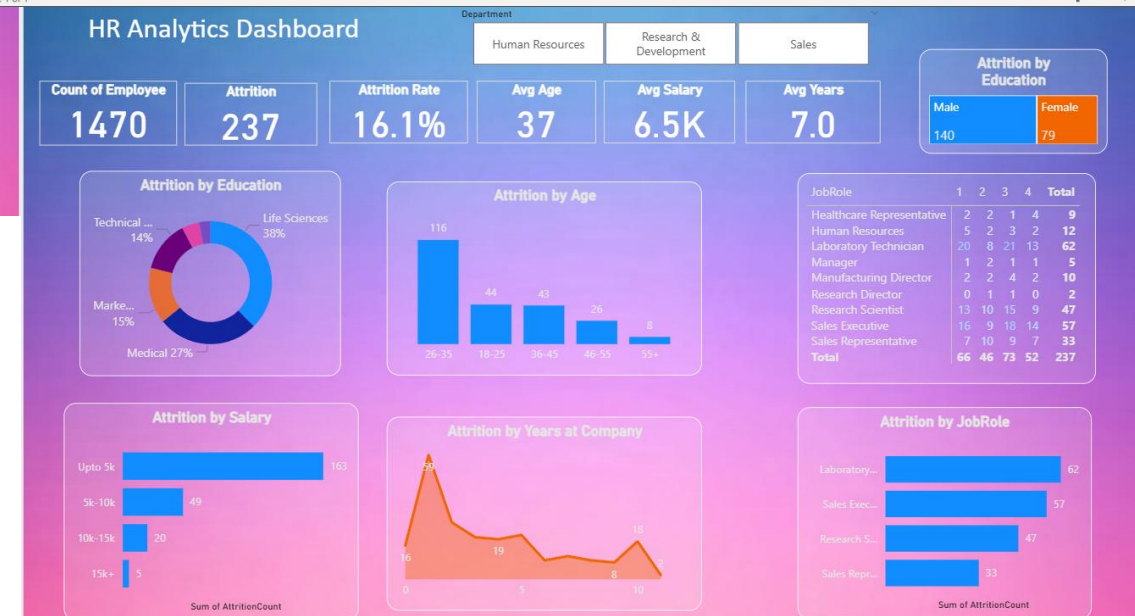 HR Analytics Dashboard
Department
Human Resources
Research &
Development
Sales
Count of Employee
1470
Attrition
237
Attrition Rate
16.1%
Avg Age
37
Avg Salary
6.5K
Avg Years
7.0
Attrition by
Education
Male Female
140 79
Attrition by Education
Technical ...
14%
Life Sciences
38%
Marke...
15%
Medical 27%
Attrition by Age
116
44
43
26
8
26-35 18-25 36-45 46-55 55+
JobRole 1 2 3 4 Total
Healthcare Representative 2 2 1 4 9
Human Resources 5 2 3 2 12
Laboratory Technician 20 8 21 13 62
Manager 1 2 1 1 5
Manufacturing Director 2 2 4 2 10
Research Director 0 1 1 0 2
Research Scientist 13 10 15 9 47
Sales Executive 16 9 18 14 57
Sales Representative 7 10 9 7 33
Total 66 46 73 52 237
Attrition by Salary
Upto 5k 163
5k-10k 49
10k-15k 20
15k+ 5
Sum of AttritionCount
Attrition by Years at Company
59
16
19
18
8
2
0 5 10
Attrition by JobRole
Laboratory... 62
Sales Exec... 57
Research S... 47
Sales Repr... 33
Sum of AttritionCount